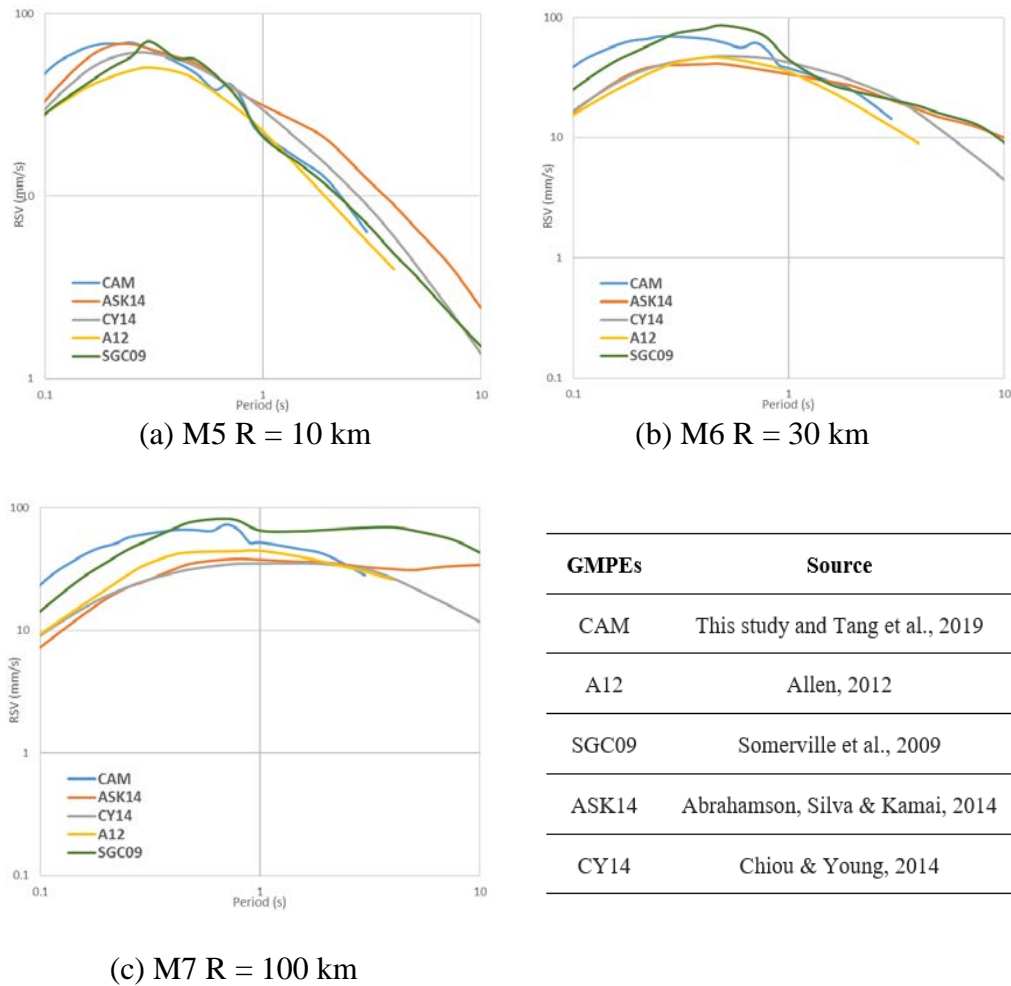 100
10
1
RSV (mm/s)
CAM
ASK14
CY14
A12
SGC09
0.1 1 10
Period (s)
(a) M5 R = 10 km
100
10
1
0.1
RSV (mm/s)
CAM
ASK14
CY14
A12
SGC09
0.1 1 10
Period (s)
(b) M6 R = 30 km
100
10
1
0.1
RSV (mm/s)
CAM
ASK14
CY14
A12
SGC09
0.1 1 10
Period (s)
(c) M7 R = 100 km
GMPEs Source
CAM This study and Tang et al., 2019
A12 Allen, 2012
SGC09 Somerville et al., 2009
ASK14 Abrahamson, Silva & Kamai, 2014
CY14 Chiou & Young, 2014